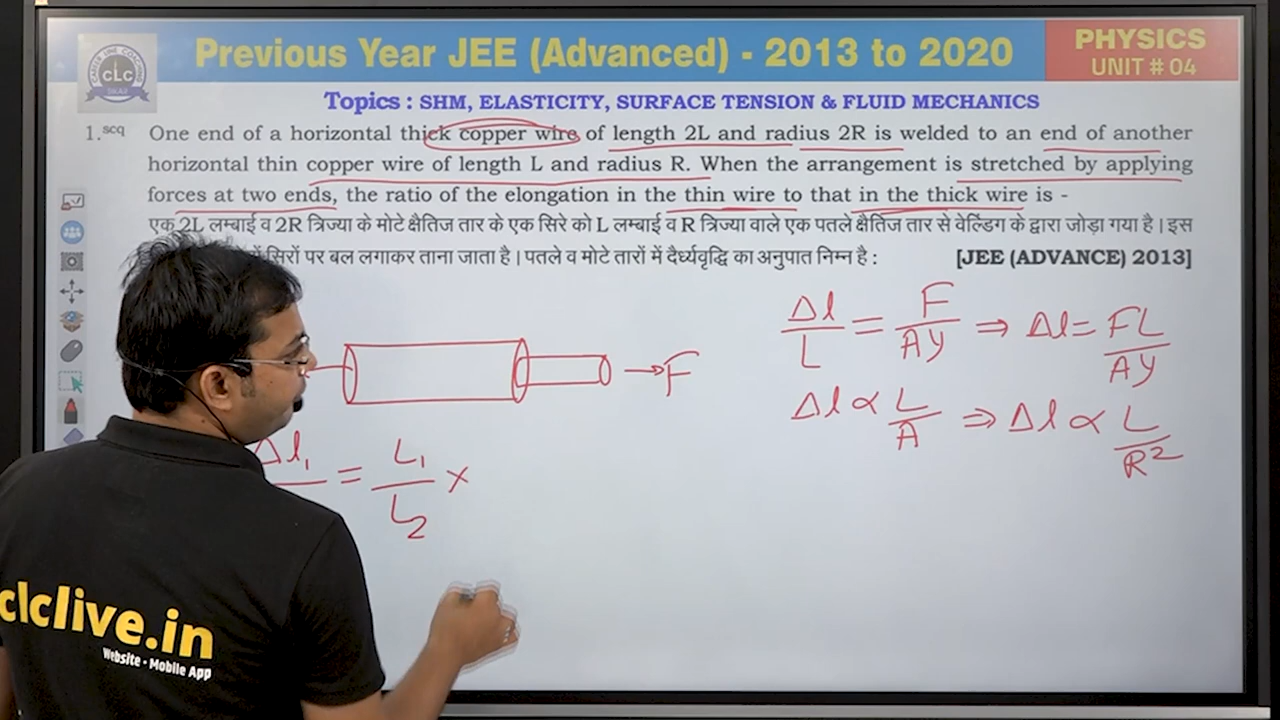 Previous Year JEE (Advanced) - 2013 to 2020
PHYSICS
UNIT # 04
CLC
Topics : SHM, ELASTICITY, SURFACE TENSION & FLUID MECHANICS
1.scq One end of a horizontal thick copper wire of length 2L and radius 2R is welded to an end of another
horizontal thin copper wire of length L and radius R. When the arrangement is stretched by applying
forces at two ends, the ratio of the elongation in the thin wire to that in the thick wire is -
एक 2L लम्बाई व 2R त्रिज्या के मोटे क्षैतिज तार के एक सिरे को L लम्बाई व R त्रिज्या वाले एक पतले क्षैतिज तार से वेल्डिंग के द्वारा जोड़ा गया है। इस
सिरों पर बल लगाकर ताना जाता है। पतले व मोटे तारों में दैर्ध्यवृद्धि का अनुपात निम्न है :
[JEE (ADVANCE) 2013]
Δl/L = F/AY ⇒ Δl = FL/AY
→F
Δl ∝ L/A ⇒ Δl ∝ L/R²
Δl₁ = L₁/L₂ ×
clclive.in
Website • Mobile App